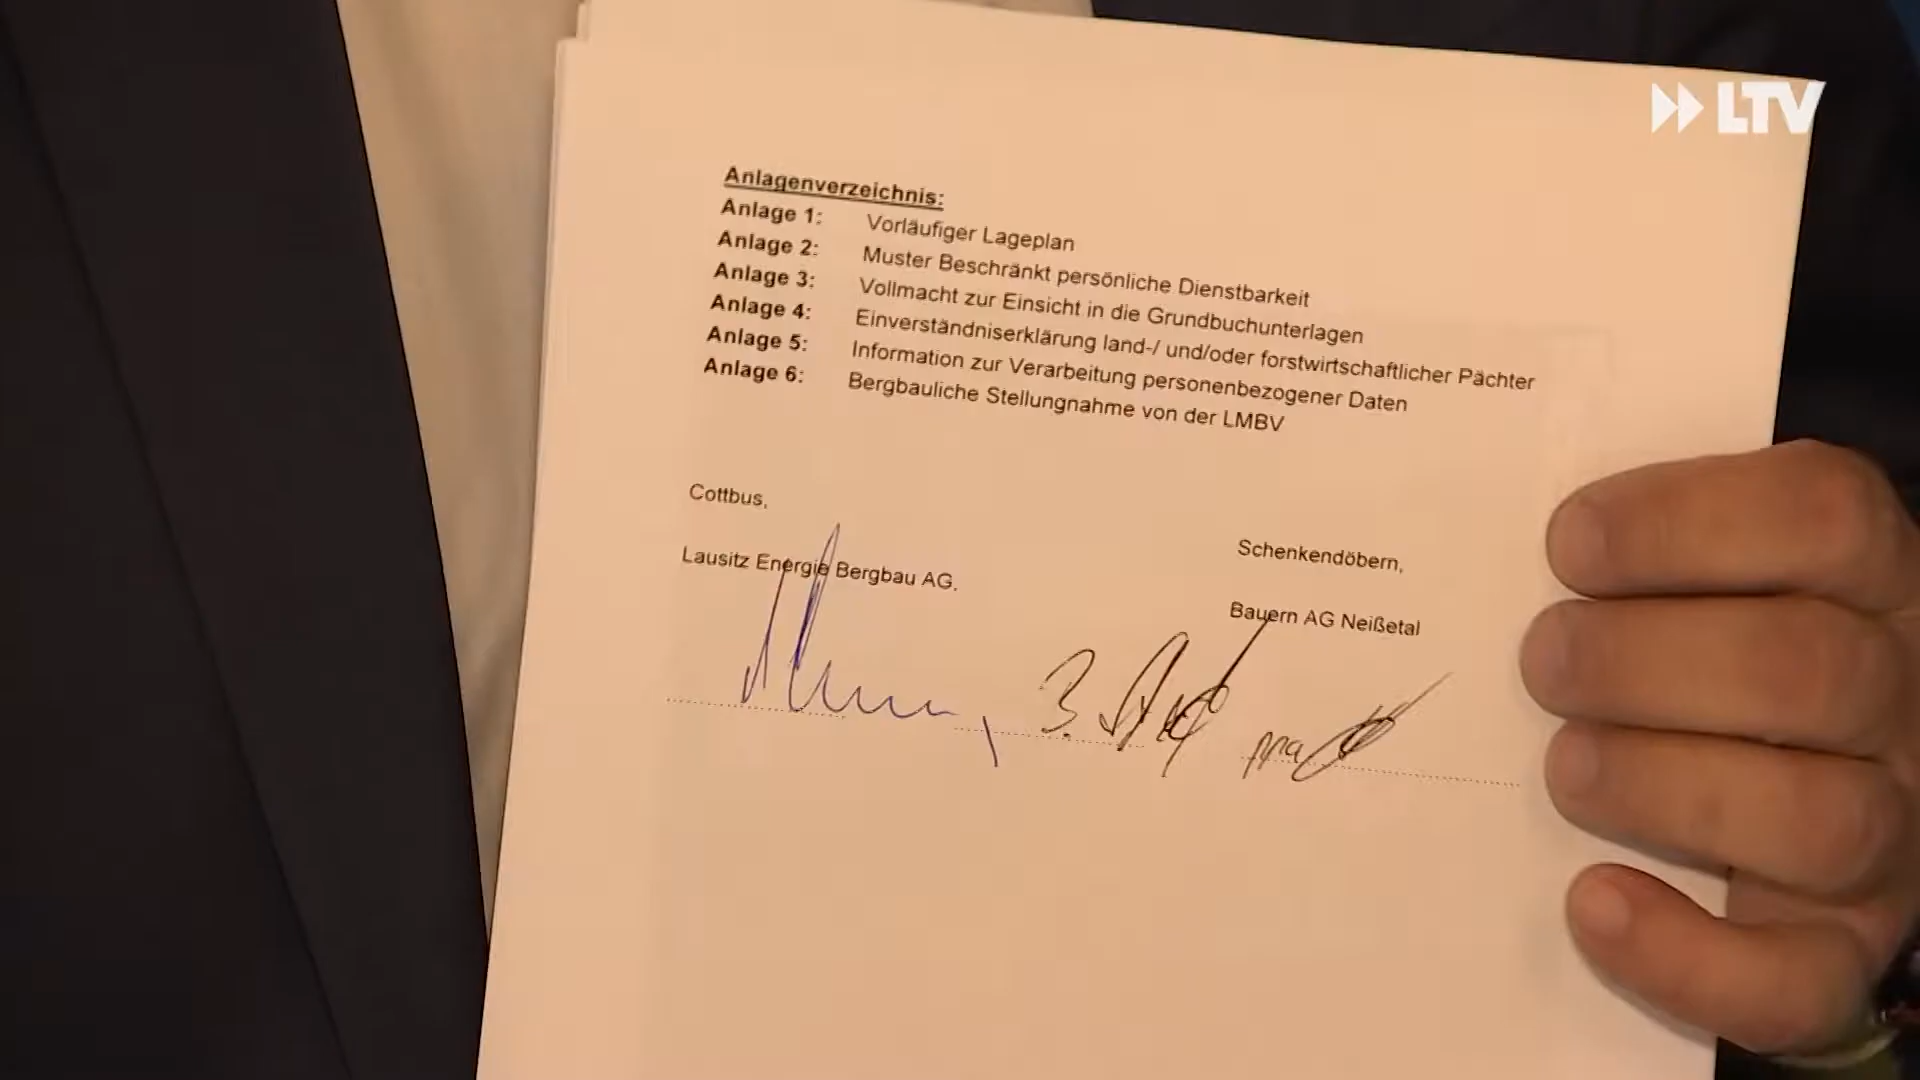 LTV
Anlagenverzeichnis:
Anlage 1: Vorläufiger Lageplan
Anlage 2: Muster Beschränkt persönliche Dienstbarkeit
Anlage 3: Vollmacht zur Einsicht in die Grundbuchunterlagen
Anlage 4: Einverständniserklärung land-/ und/oder forstwirtschaftlicher Pächter
Anlage 5: Information zur Verarbeitung personenbezogener Daten
Anlage 6: Bergbauliche Stellungnahme von der LMBV
Cottbus,
Schenkendöbern,
Lausitz Energie Bergbau AG.
Bauern AG Neißetal